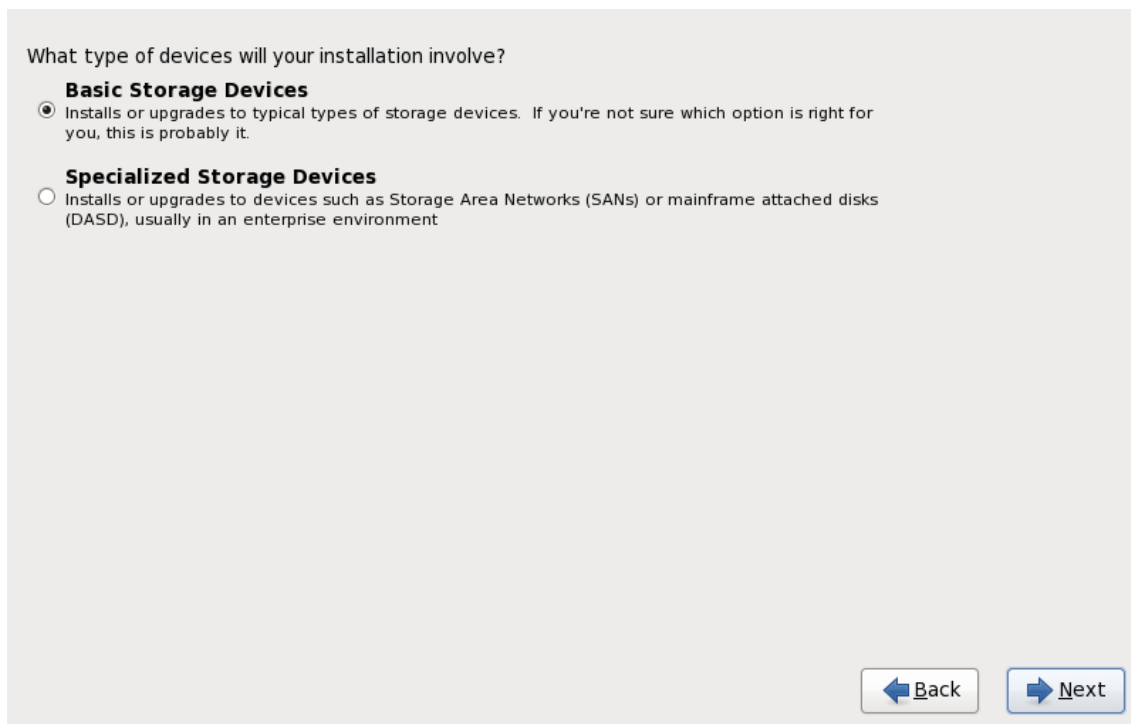 What type of devices will your installation involve?
Basic Storage Devices
Installs or upgrades to typical types of storage devices.  If you're not sure which option is right for
you, this is probably it.
Specialized Storage Devices
Installs or upgrades to devices such as Storage Area Networks (SANs) or mainframe attached disks
(DASD), usually in an enterprise environment
Back
Next